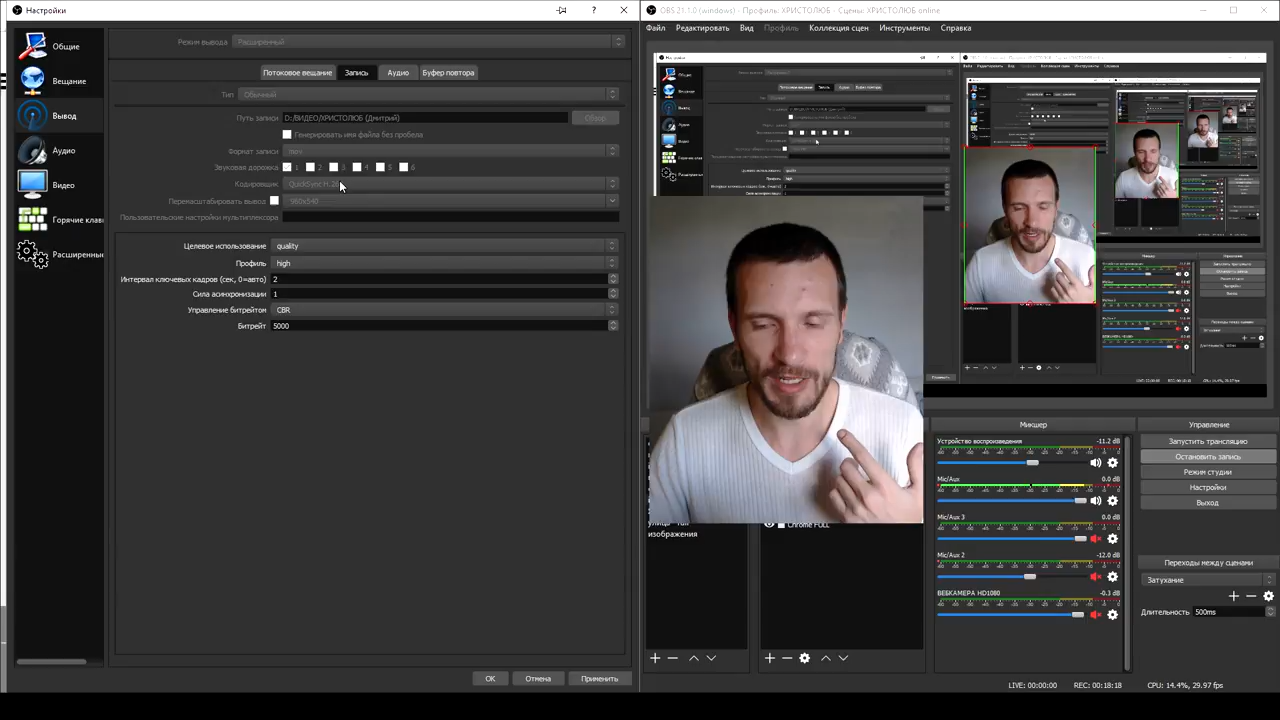 Настройки
?
Общие
Вещание
Вывод
Аудио
Видео
Горячие клави
Расширенные
Режим вывода Расширенный
Потоковое вещание
Запись
Аудио
Буфер повтора
Тип Обычный
Путь записи D:/ВИДЕО/ХРИСТОЛЮБ (Дмитрий) Обзор
Генерировать имя файла без пробела
Формат записи
Звуковая дорожка 1 2 3 4 5 6
Кодировщик QuickSync H.264
Перемасштабировать вывод 960x540
Пользовательские настройки мультиплексора
Целевое использование quality
Профиль high
Интервал ключевых кадров (сек, 0=авто) 2
Сила асинхронизации 1
Управление битрейтом CBR
Битрейт 5000
OK
Отмена
Применить
OBS 21.1.0 (windows) - Профиль: ХРИСТОЛЮБ - Сцены: ХРИСТОЛЮБ online
Файл Редактировать Вид Профиль Коллекция сцен Инструменты Справка
изображения
Chrome FULL
Микшер
Устройство воспроизведения -11.2 dB
Mic/Aux 0.0 dB
Mic/Aux 3 0.0 dB
Mic/Aux 2 -12.0 dB
ВЕБКАМЕРА HD1080 -0.3 dB
Управление
Запустить трансляцию
Остановить запись
Режим студии
Настройки
Выход
Переходы между сценами
Затухание
Длительность 500ms
LIVE: 00:00:00 REC: 00:18:18 CPU: 14.4%, 29.97 fps